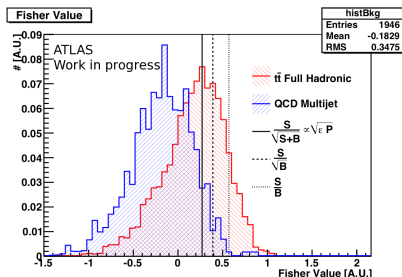 Fisher Value
histBkg
Entries 1946
Mean -0.1829
RMS 0.3475
# [A.U.]
0.09
0.08
0.07
0.06
0.05
0.04
0.03
0.02
0.01
0
ATLAS
Work in progress
tt̄ Full Hadronic
QCD Multijet
S/√S+B ∝√ε P
S/√B
S/B
-1.5 -1 -0.5 0 0.5 1 1.5 2
Fisher Value [A.U.]